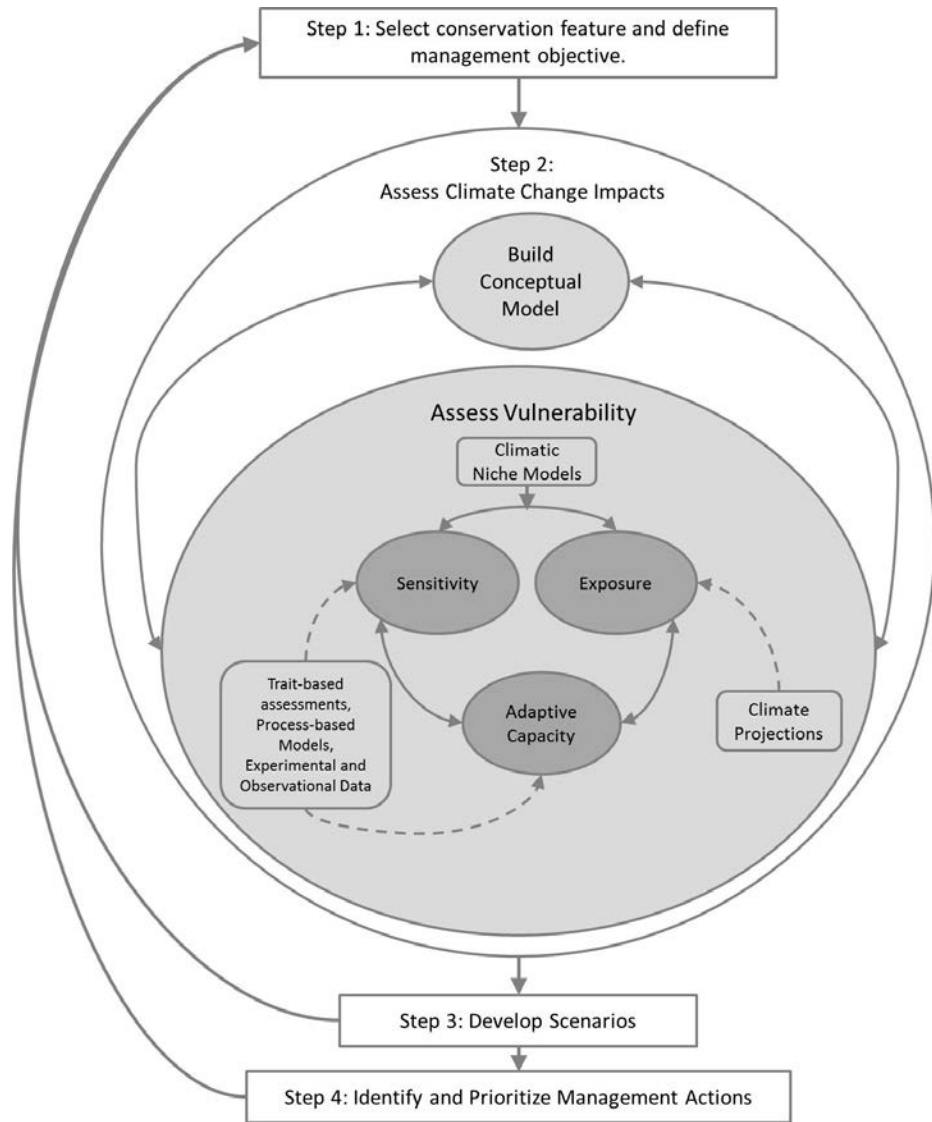 Step 1: Select conservation feature and define
management objective.
Step 2:
Assess Climate Change Impacts
Build
Conceptual
Model
Assess Vulnerability
Climatic
Niche Models
Sensitivity
Exposure
Trait-based
assessments,
Process-based
Models,
Experimental and
Observational Data
Adaptive
Capacity
Climate
Projections
Step 3: Develop Scenarios
Step 4: Identify and Prioritize Management Actions